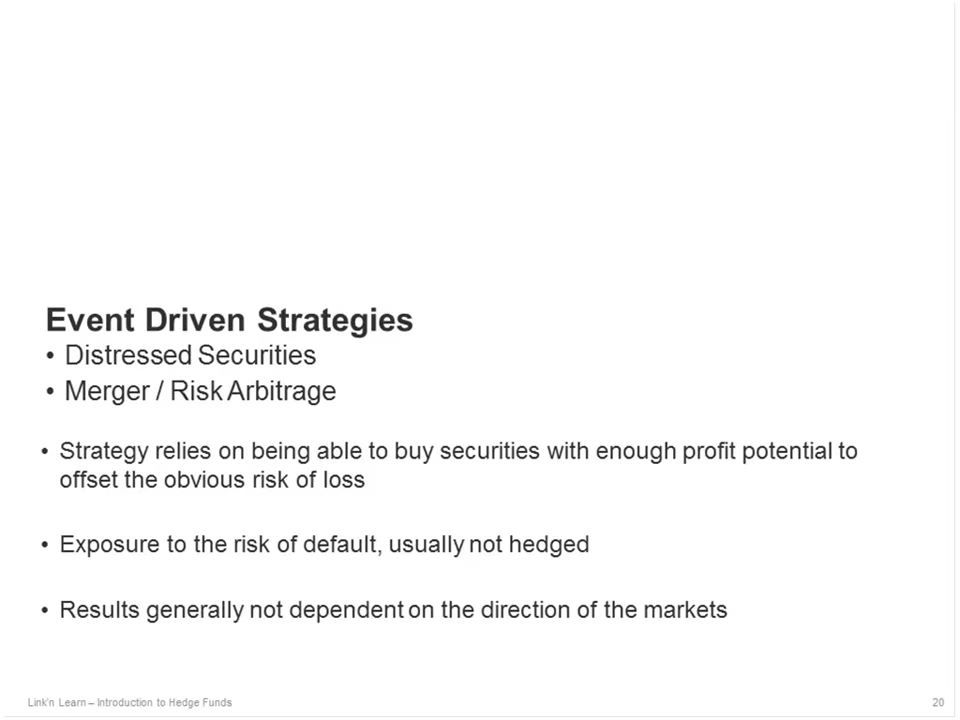 Event Driven Strategies
• Distressed Securities
• Merger / Risk Arbitrage
• Strategy relies on being able to buy securities with enough profit potential to
offset the obvious risk of loss
• Exposure to the risk of default, usually not hedged
• Results generally not dependent on the direction of the markets
Link'n Learn – Introduction to Hedge Funds
20